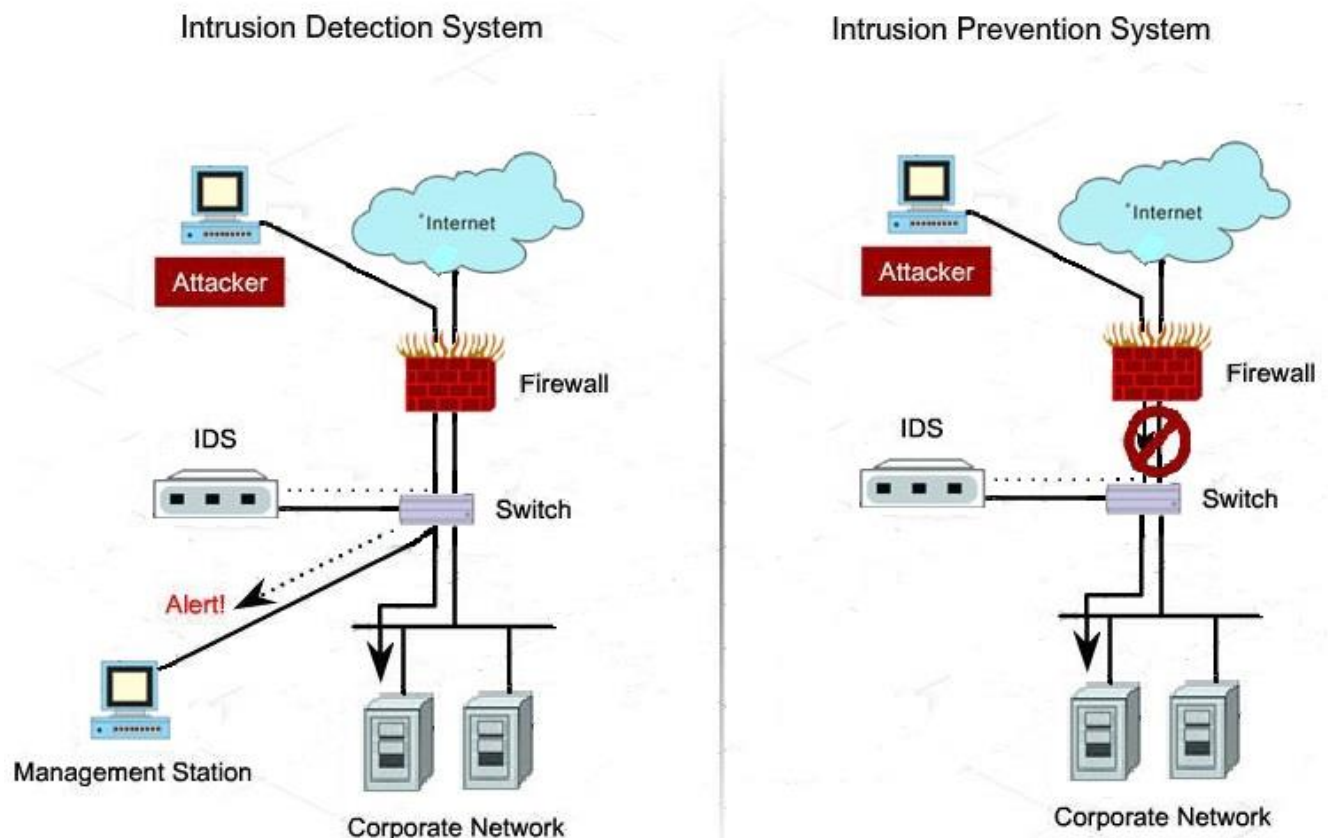 Intrusion Detection System
Internet
Attacker
Firewall
IDS
Switch
Alert!
Management Station
Corporate Network
Intrusion Prevention System
Internet
Attacker
Firewall
IDS
Switch
Corporate Network